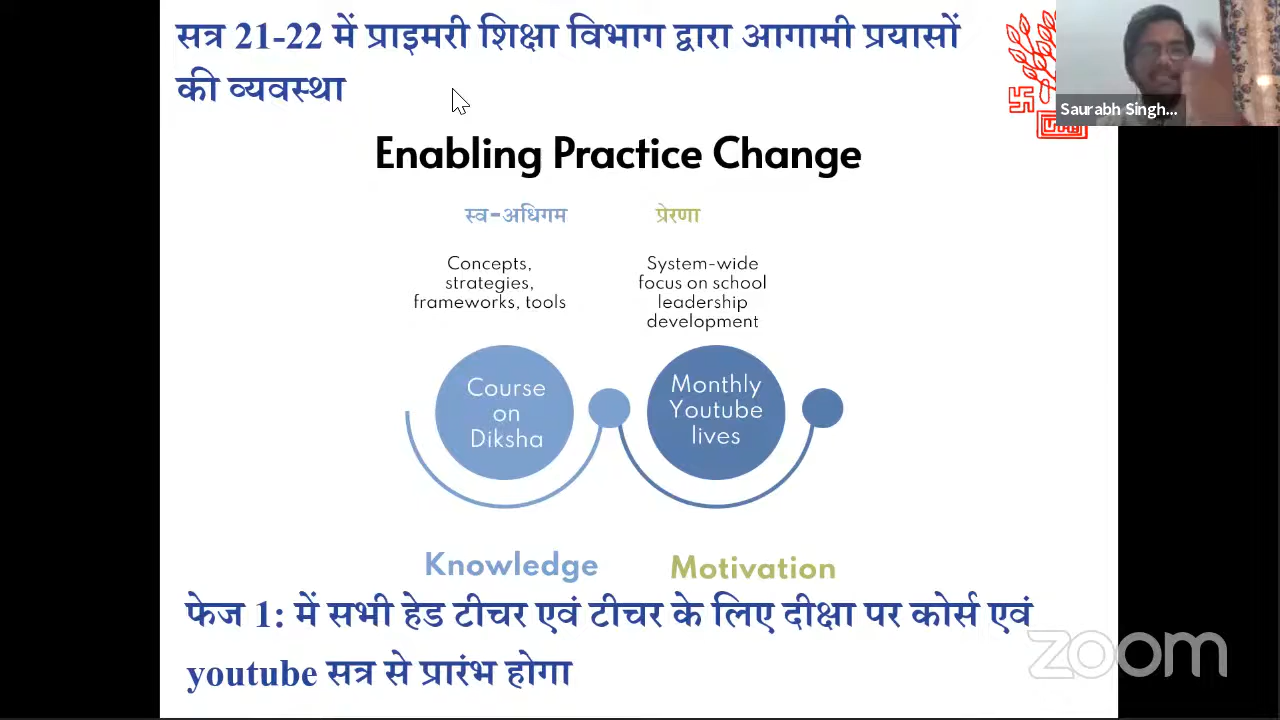 सत्र 21-22 में प्राइमरी शिक्षा विभाग द्वारा आगामी प्रयासों
की व्यवस्था
Saurabh Singh...
Enabling Practice Change
स्व-अधिगम
प्रेरणा
Concepts,
strategies,
frameworks, tools
System-wide
focus on school
leadership
development
Course
on
Diksha
Monthly
Youtube
lives
Knowledge
Motivation
फेज 1: में सभी हेड टीचर एवं टीचर के लिए दीक्षा पर कोर्स एवं
youtube सत्र से प्रारंभ होगा
zoom